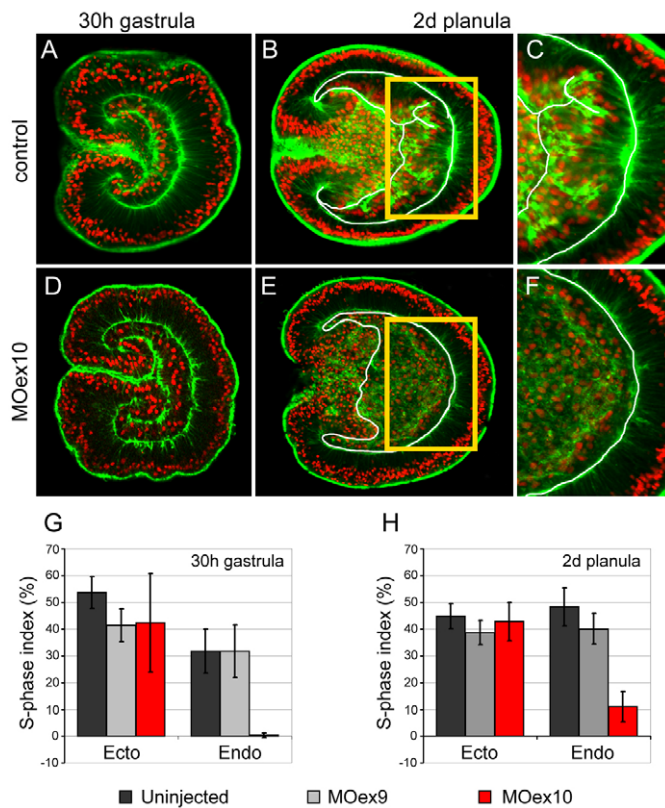 30h gastrula 2d planula
control
A B C
MOex10
D E F
G H
30h gastrula
2d planula
S-phase index (%)
70
60
50
40
30
20
10
0
-10
Ecto Endo
S-phase index (%)
70
60
50
40
30
20
10
0
-10
Ecto Endo
Uninjected MOex9 MOex10